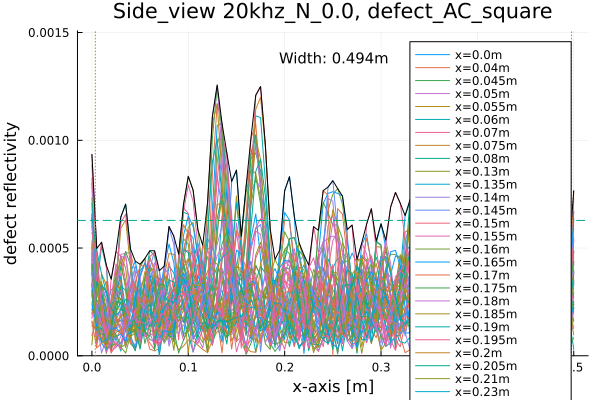 Side_view 20khz_N_0.0, defect_AC_square
0.0015
0.0010
0.0005
0.0000
defect reflectivity
Width: 0.494m
x=0.0m
x=0.04m
x=0.045m
x=0.05m
x=0.055m
x=0.06m
x=0.07m
x=0.075m
x=0.08m
x=0.13m
x=0.135m
x=0.14m
x=0.145m
x=0.15m
x=0.155m
x=0.16m
x=0.165m
x=0.17m
x=0.175m
x=0.18m
x=0.185m
x=0.19m
x=0.195m
x=0.2m
x=0.205m
x=0.21m
x=0.23m
0.0 0.1 0.2 0.3 .5
x-axis [m]